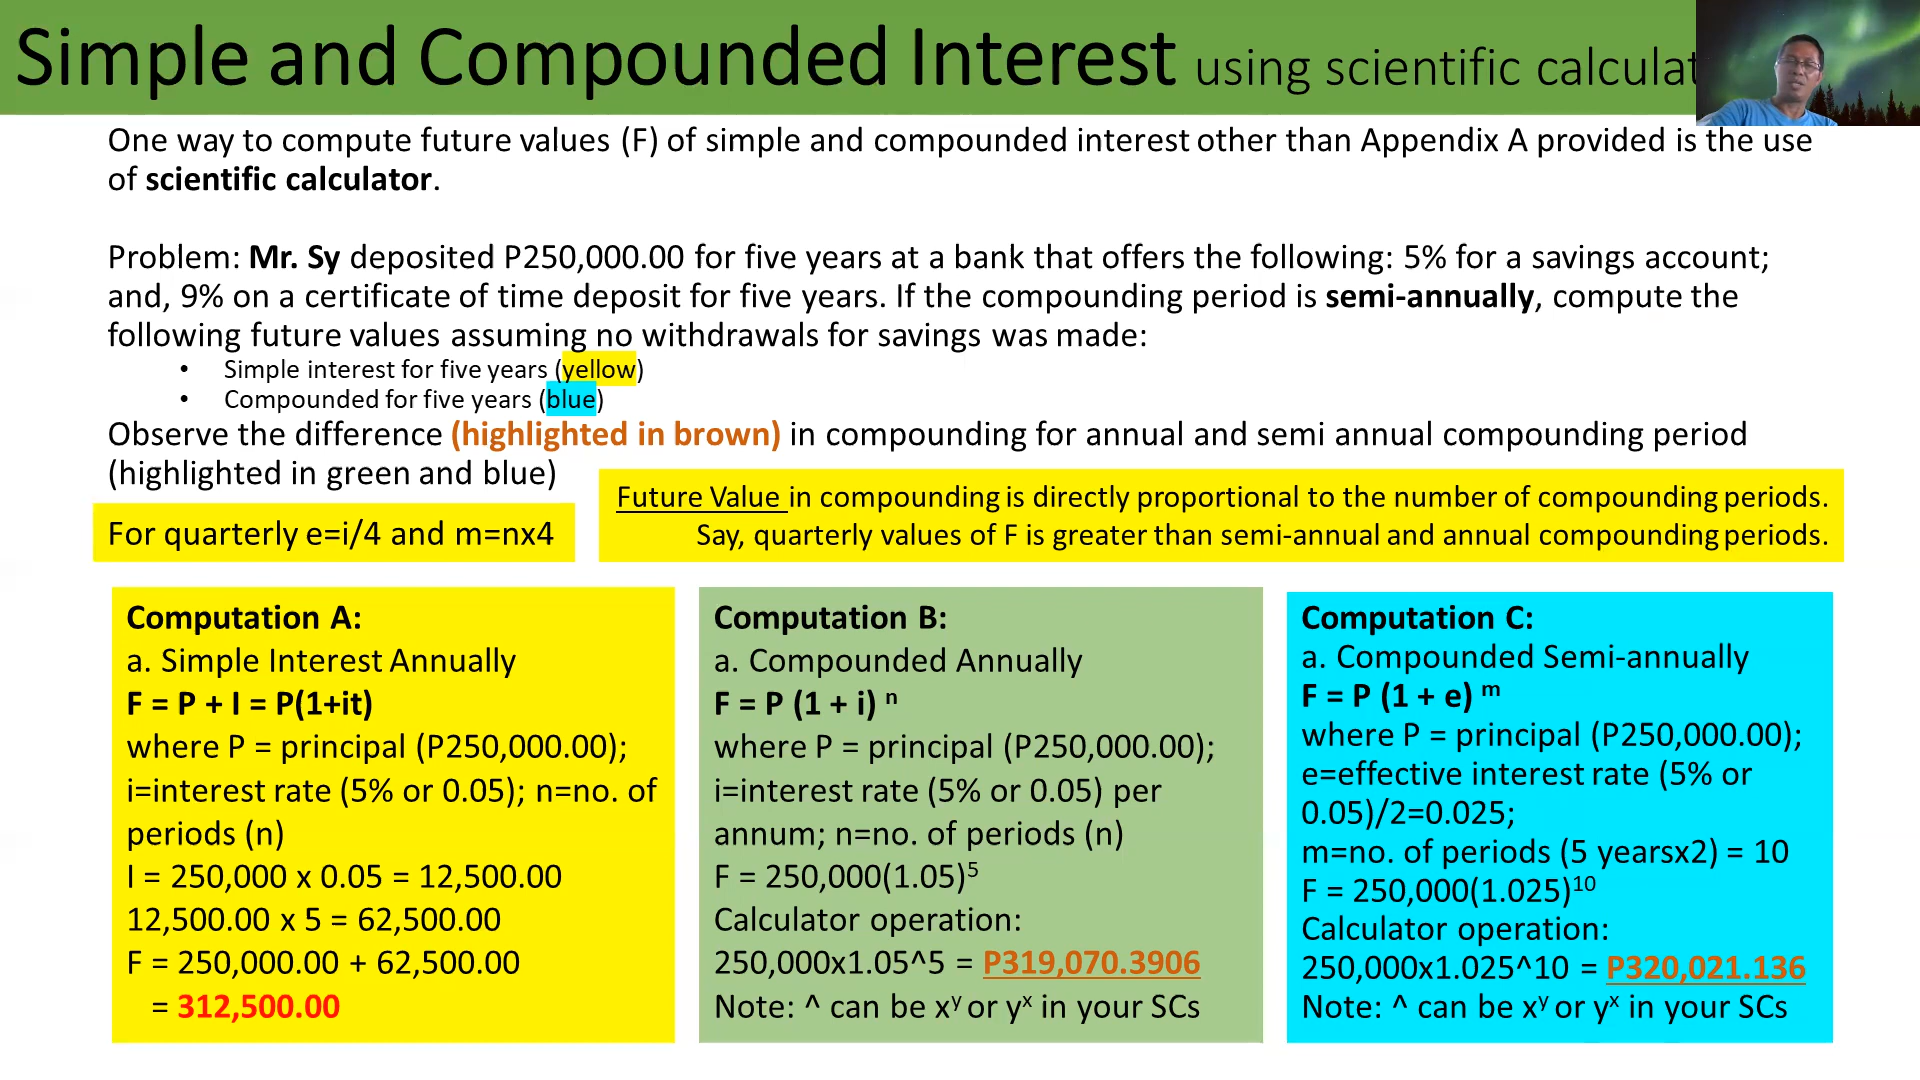 Simple and Compounded Interest using scientific calculat
One way to compute future values (F) of simple and compounded interest other than Appendix A provided is the use
of scientific calculator.
Problem: Mr. Sy deposited P250,000.00 for five years at a bank that offers the following: 5% for a savings account;
and, 9% on a certificate of time deposit for five years. If the compounding period is semi-annually, compute the
following future values assuming no withdrawals for savings was made:
• Simple interest for five years (yellow)
• Compounded for five years (blue)
Observe the difference (highlighted in brown) in compounding for annual and semi annual compounding period
(highlighted in green and blue)
For quarterly e=i/4 and m=nx4
Future Value in compounding is directly proportional to the number of compounding periods.
Say, quarterly values of F is greater than semi-annual and annual compounding periods.
Computation A:
a. Simple Interest Annually
F = P + I = P(1+it)
where P = principal (P250,000.00);
i=interest rate (5% or 0.05); n=no. of
periods (n)
I = 250,000 x 0.05 = 12,500.00
12,500.00 x 5 = 62,500.00
F = 250,000.00 + 62,500.00
= 312,500.00
Computation B:
a. Compounded Annually
F = P (1 + i) ⁿ
where P = principal (P250,000.00);
i=interest rate (5% or 0.05) per
annum; n=no. of periods (n)
F = 250,000(1.05)⁵
Calculator operation:
250,000x1.05^5 = P319,070.3906
Note: ^ can be xʸ or yˣ in your SCs
Computation C:
a. Compounded Semi-annually
F = P (1 + e) ᵐ
where P = principal (P250,000.00);
e=effective interest rate (5% or
0.05)/2=0.025;
m=no. of periods (5 yearsx2) = 10
F = 250,000(1.025)¹⁰
Calculator operation:
250,000x1.025^10 = P320,021.136
Note: ^ can be xʸ or yˣ in your SCs